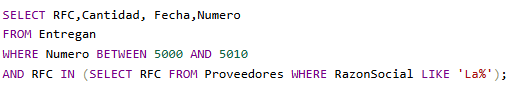 SELECT RFC,Cantidad, Fecha,Numero
FROM Entregan
WHERE Numero BETWEEN 5000 AND 5010
AND RFC IN (SELECT RFC FROM Proveedores WHERE RazonSocial LIKE 'La%');